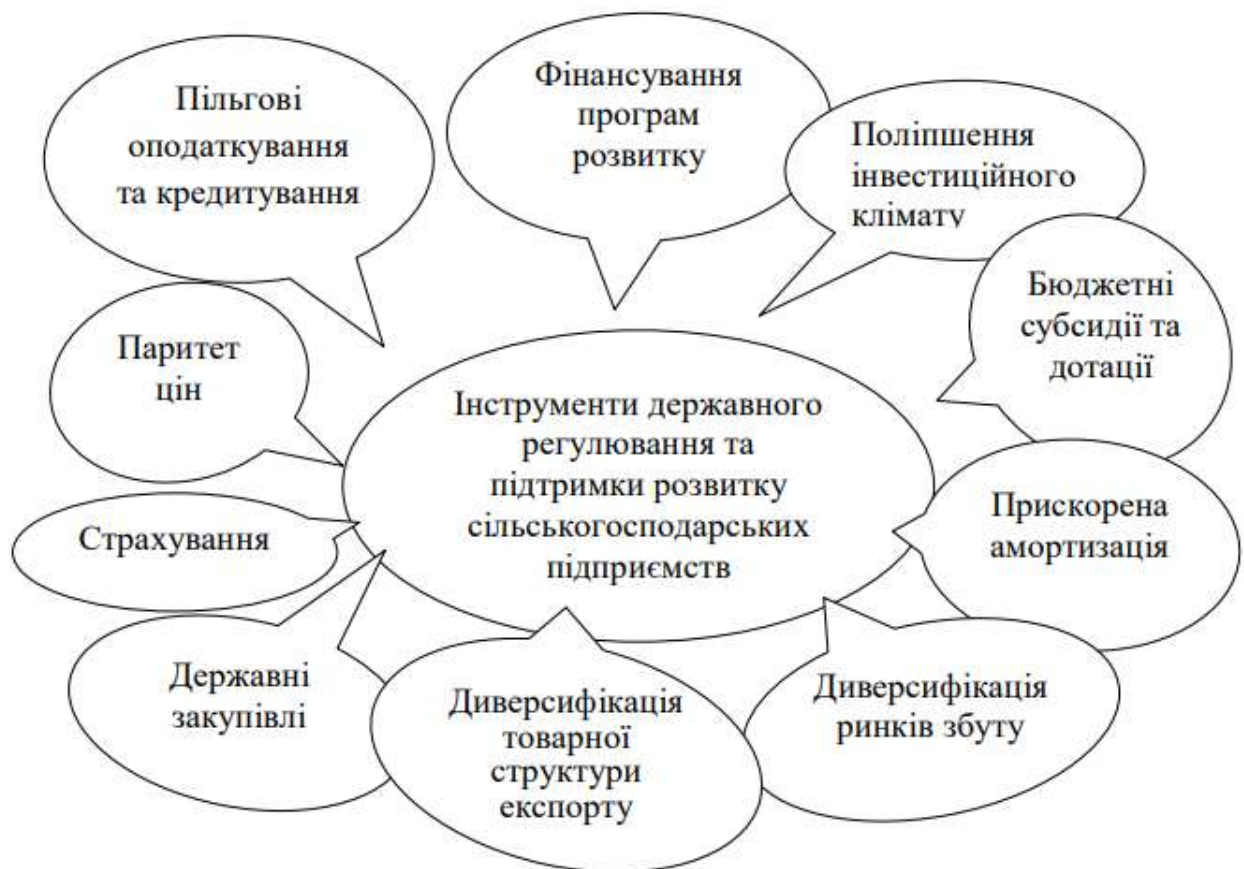 Пільгові
оподаткування
та кредитування
Фінансування
програм
розвитку
Поліпшення
інвестиційного
клімату
Бюджетні
субсидії та
дотації
Паритет
цін
Інструменти державного
регулювання та
підтримки розвитку
сільськогосподарських
підприємств
Прискорена
амортизація
Страхування
Державні
закупівлі
Диверсифікація
товарної
структури
експорту
Диверсифікація
ринків збуту